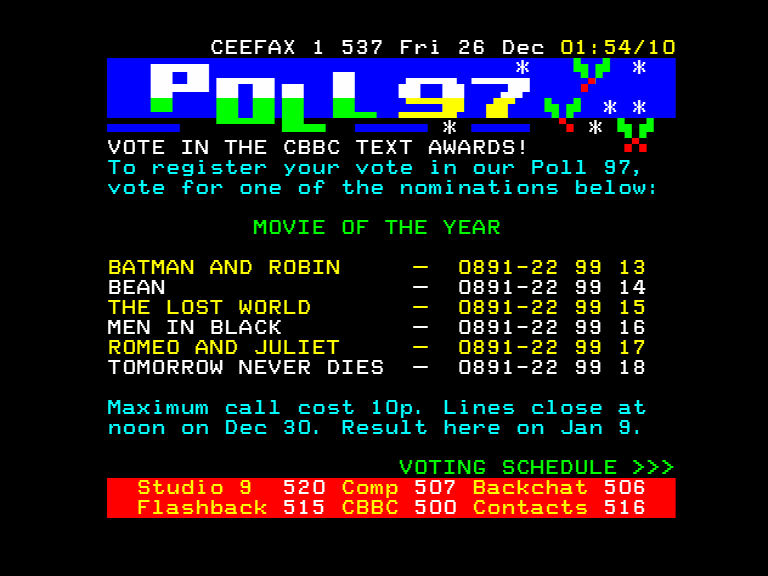 CEEFAX 1 537 Fri 26 Dec 01:54/10
POLL 97
VOTE IN THE CBBC TEXT AWARDS!
To register your vote in our Poll 97,
vote for one of the nominations below:
MOVIE OF THE YEAR
BATMAN AND ROBIN – 0891-22 99 13
BEAN – 0891-22 99 14
THE LOST WORLD – 0891-22 99 15
MEN IN BLACK – 0891-22 99 16
ROMEO AND JULIET – 0891-22 99 17
TOMORROW NEVER DIES – 0891-22 99 18
Maximum call cost 10p. Lines close at
noon on Dec 30. Result here on Jan 9.
VOTING SCHEDULE >>>
Studio 9 520 Comp 507 Backchat 506
Flashback 515 CBBC 500 Contacts 516